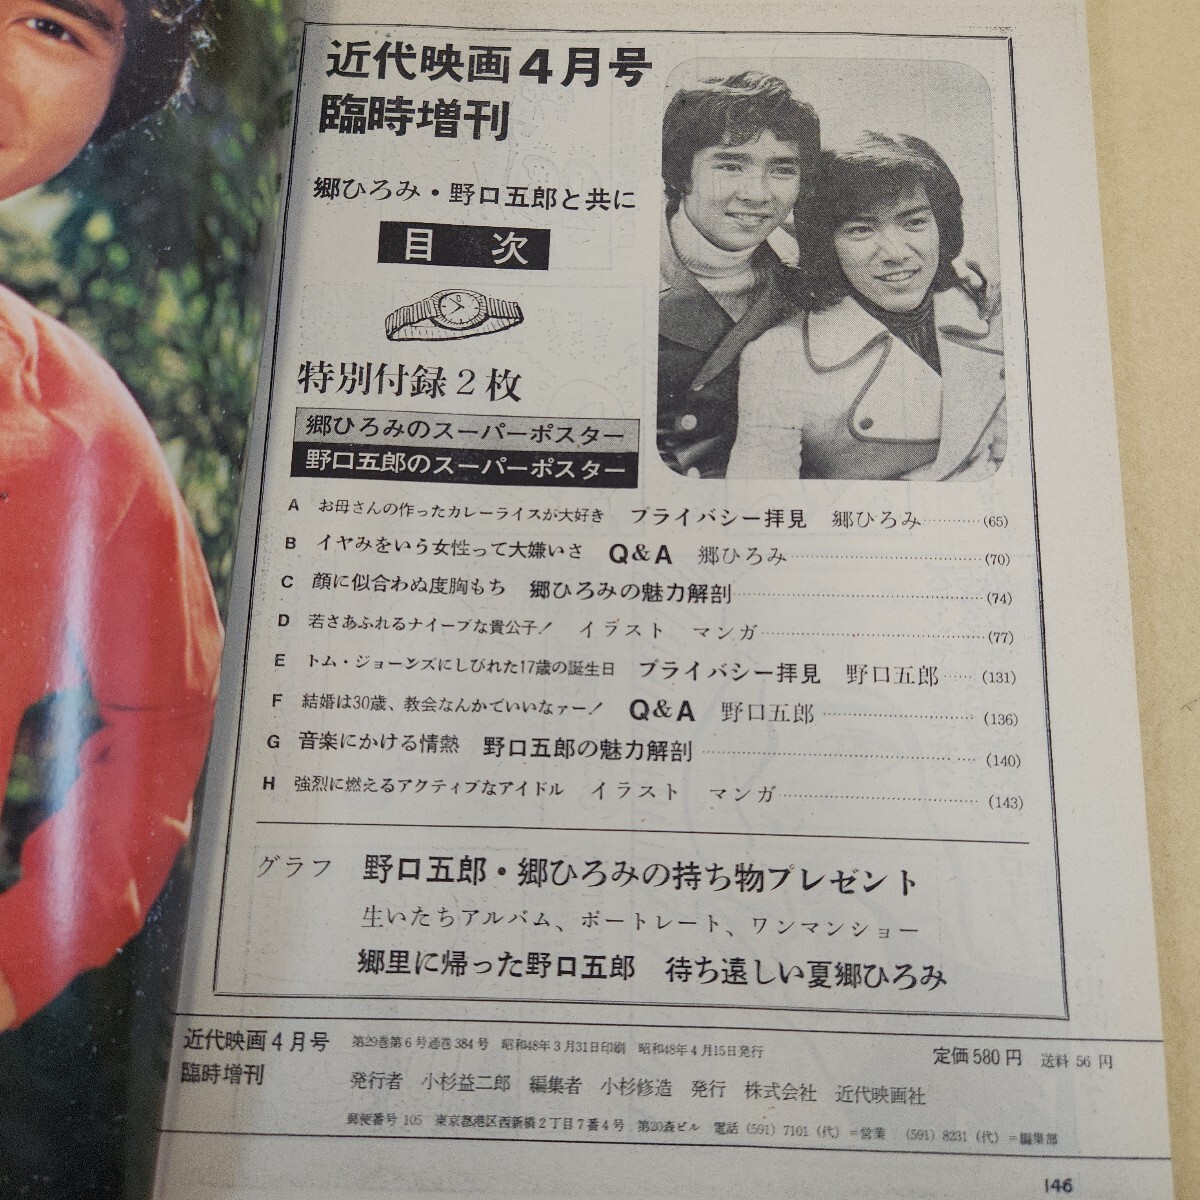 近代映画4月号
臨時増刊
郷ひろみ・野口五郎と共に
目 次
特別付録2枚
郷ひろみのスーパーポスター
野口五郎のスーパーポスター
A お母さんの作ったカレーライスが大好き プライバシー拝見 郷ひろみ…………(65)
B イヤみをいう女性って大嫌いさ Q&A 郷ひろみ…………(70)
C 顔に似合わぬ度胸もち 郷ひろみの魅力解剖…………(74)
D 若さあふれるナイーブな貴公子! イラスト マンガ…………(77)
E トム・ジョーンズにしびれた17歳の誕生日 プライバシー拝見 野口五郎……(131)
F 結婚は30歳、教会なんかでいいなァー! Q&A 野口五郎…………(136)
G 音楽にかける情熱 野口五郎の魅力解剖…………(140)
H 強烈に燃えるアクティブなアイドル イラスト マンガ…………(143)
グラフ 野口五郎・郷ひろみの持ち物プレゼント
生いたちアルバム、ポートレート、ワンマンショー
郷里に帰った野口五郎 待ち遠しい夏郷ひろみ
近代映画4月号 第29巻第6号通巻384号 昭和48年3月31日印刷 昭和48年4月15日発行 定価580円 送料56円
臨時増刊 発行者 小杉益二郎 編集者 小杉修造 発行 株式会社 近代映画社
郵便番号105 東京都港区西新橋2丁目7番4号 第20森ビル 電話(591)7101(代)=営業 (591)8231(代)=編集部
146